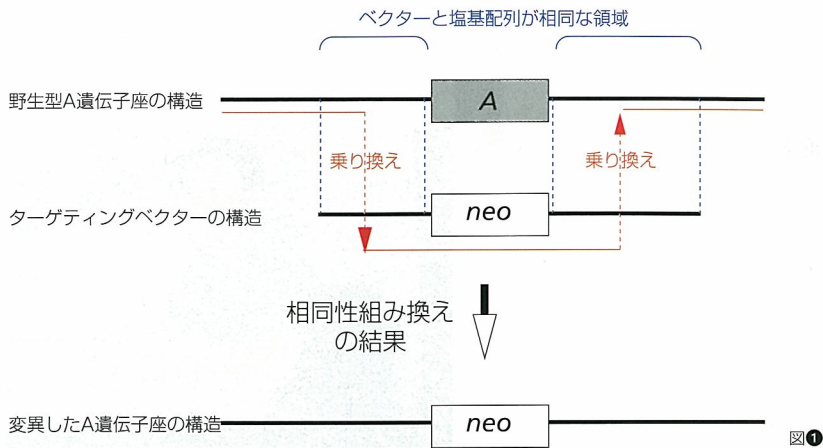 ベクターと塩基配列が相同な領域
野生型A遺伝子座の構造
A
乗り換え
乗り換え
ターゲティングベクターの構造
neo
相同性組み換え
の結果
変異したA遺伝子座の構造
neo
図❶